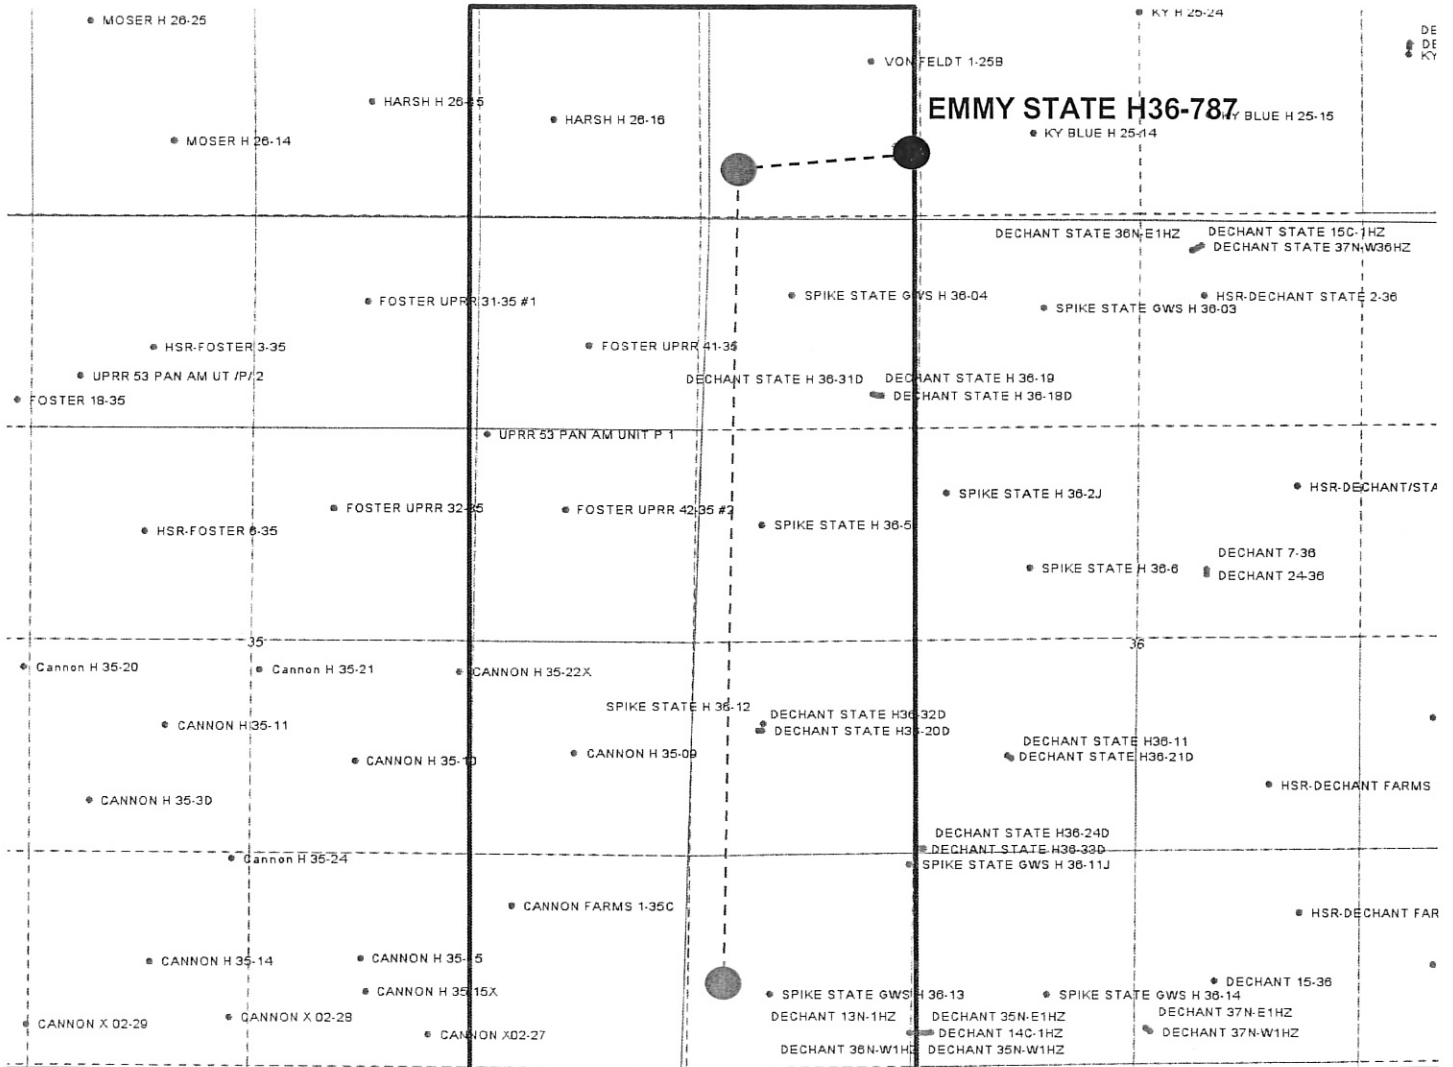 MOSER H 26-25
KY H 25-24
DE
DE
KY
VON FELDT 1-25B
HARSH H 26-15
HARSH H 26-16
EMMY STATE H36-787
KY BLUE H 25-15
KY BLUE H 25-14
MOSER H 26-14
DECHANT STATE 36N-E1HZ
DECHANT STATE 15C-1HZ
DECHANT STATE 37N-W36HZ
FOSTER UPRR 31-35 #1
SPIKE STATE GWS H 36-04
HSR-DECHANT STATE 2-36
SPIKE STATE GWS H 36-03
HSR-FOSTER 3-35
FOSTER UPRR 41-35
UPRR 53 PAN AM UT /P/ 2
DECHANT STATE H 36-31D
DECHANT STATE H 36-19
FOSTER 18-35
DECHANT STATE H 36-18D
UPRR 53 PAN AM UNIT P 1
HSR-DECHANT/STA
SPIKE STATE H 36-2J
FOSTER UPRR 32-35
FOSTER UPRR 42-35 #2
HSR-FOSTER 6-35
SPIKE STATE H 36-5
DECHANT 7-36
SPIKE STATE H 36-6
DECHANT 24-36
35
36
Cannon H 35-20
Cannon H 35-21
CANNON H 35-22X
SPIKE STATE H 36-12
DECHANT STATE H36-32D
CANNON H 35-11
DECHANT STATE H36-20D
DECHANT STATE H36-11
CANNON H 35-10
CANNON H 35-09
DECHANT STATE H36-21D
HSR-DECHANT FARMS
CANNON H 35-3D
DECHANT STATE H36-24D
DECHANT STATE H36-33D
Cannon H 35-24
SPIKE STATE GWS H 36-11J
CANNON FARMS 1-35C
HSR-DECHANT FAR
CANNON H 35-14
CANNON H 35-15
DECHANT 15-36
CANNON H 35-15X
SPIKE STATE GWS H 36-13
SPIKE STATE GWS H 36-14
CANNON X 02-29
CANNON X 02-28
DECHANT 13N-1HZ
DECHANT 35N-E1HZ
DECHANT 37N-E1HZ
CANNON X02-27
DECHANT 14C-1HZ
DECHANT 37N-W1HZ
DECHANT 36N-W1HZ
DECHANT 35N-W1HZ